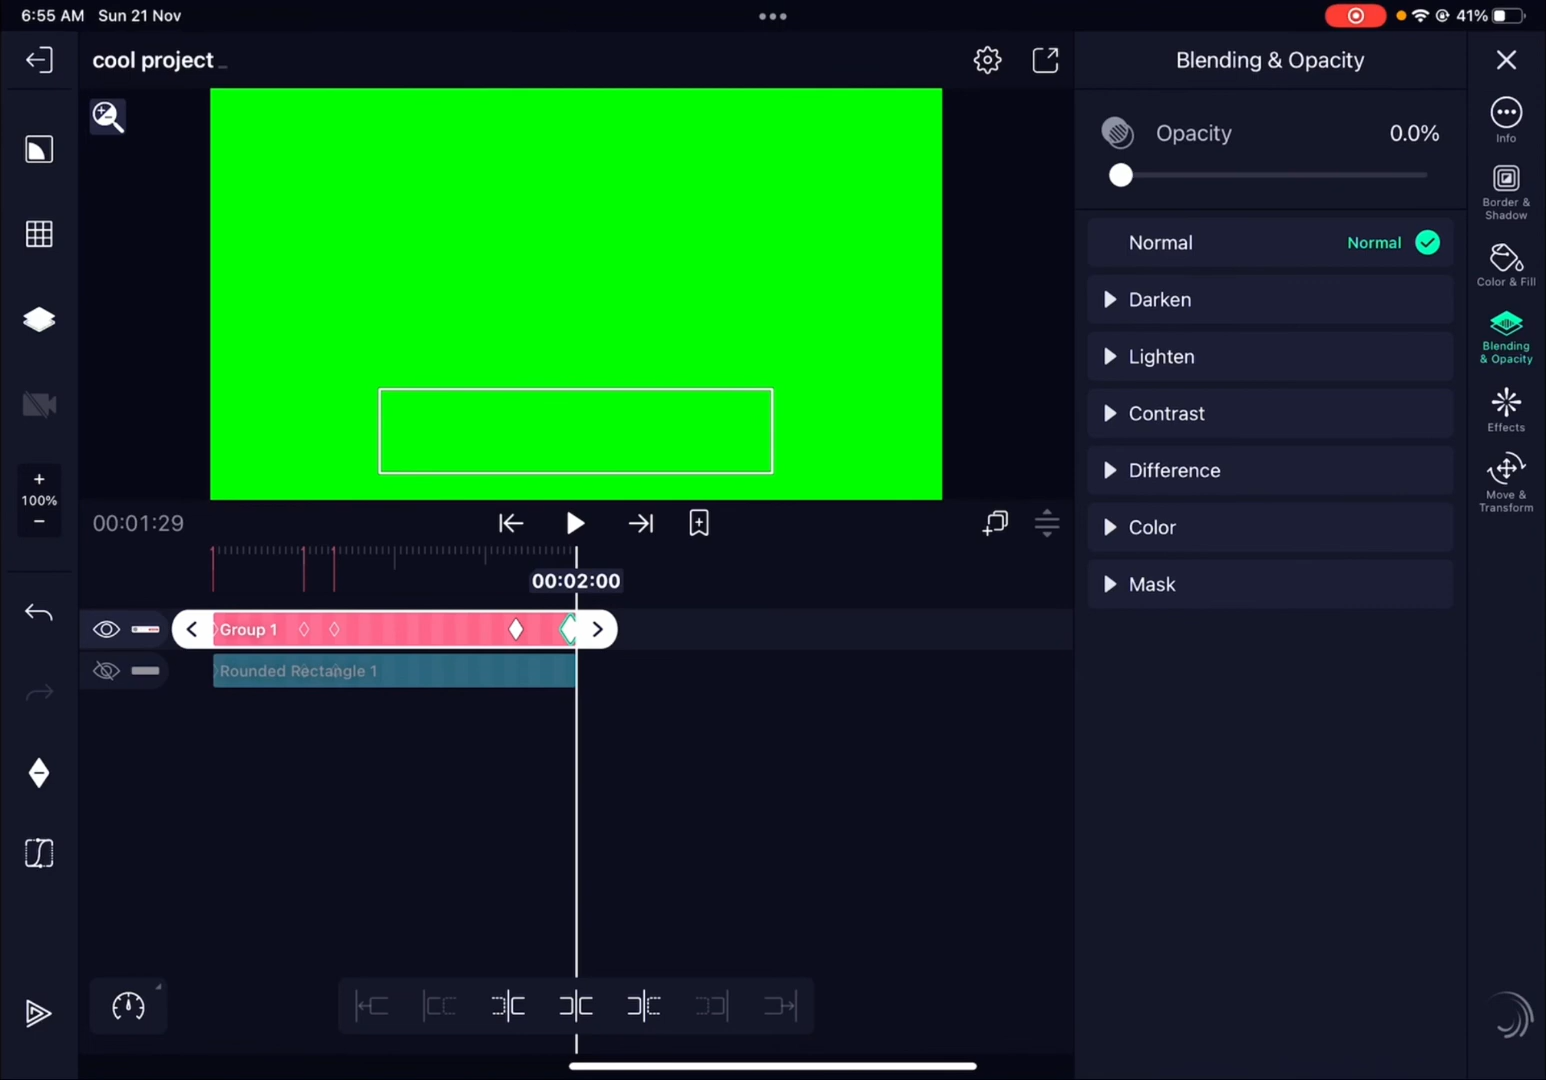 6:55 AM Sun 21 Nov
41%
cool project
Blending & Opacity
Opacity 0.0%
Info
Border &
Shadow
Color & Fill
Blending
& Opacity
Effects
Move &
Transform
Normal Normal
Darken
Lighten
Contrast
Difference
Color
Mask
+
100%
−
00:01:29
00:02:00
Group 1
Rounded Rectangle 1